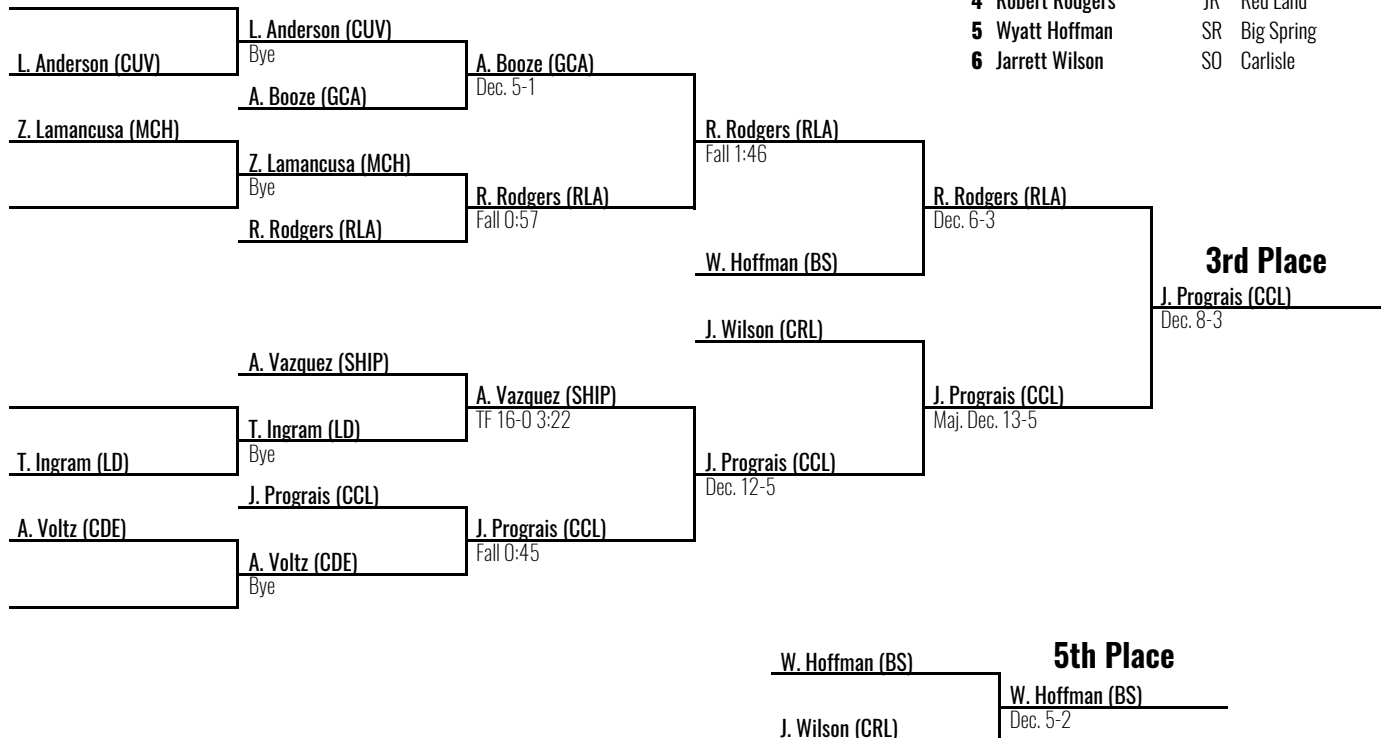 4 Robert Rodgers JR Red Land
5 Wyatt Hoffman SR Big Spring
6 Jarrett Wilson SO Carlisle
L. Anderson (CUV)
L. Anderson (CUV)
Bye
A. Booze (GCA)
A. Booze (GCA)
Dec. 5-1
Z. Lamancusa (MCH)
Z. Lamancusa (MCH)
Bye
R. Rodgers (RLA)
R. Rodgers (RLA)
Fall 0:57
R. Rodgers (RLA)
Fall 1:46
W. Hoffman (BS)
R. Rodgers (RLA)
Dec. 6-3
3rd Place
J. Prograis (CCL)
Dec. 8-3
J. Wilson (CRL)
A. Vazquez (SHIP)
T. Ingram (LD)
T. Ingram (LD)
Bye
A. Vazquez (SHIP)
TF 16-0 3:22
J. Prograis (CCL)
A. Voltz (CDE)
A. Voltz (CDE)
Bye
J. Prograis (CCL)
Fall 0:45
J. Prograis (CCL)
Dec. 12-5
J. Prograis (CCL)
Maj. Dec. 13-5
5th Place
W. Hoffman (BS)
J. Wilson (CRL)
W. Hoffman (BS)
Dec. 5-2